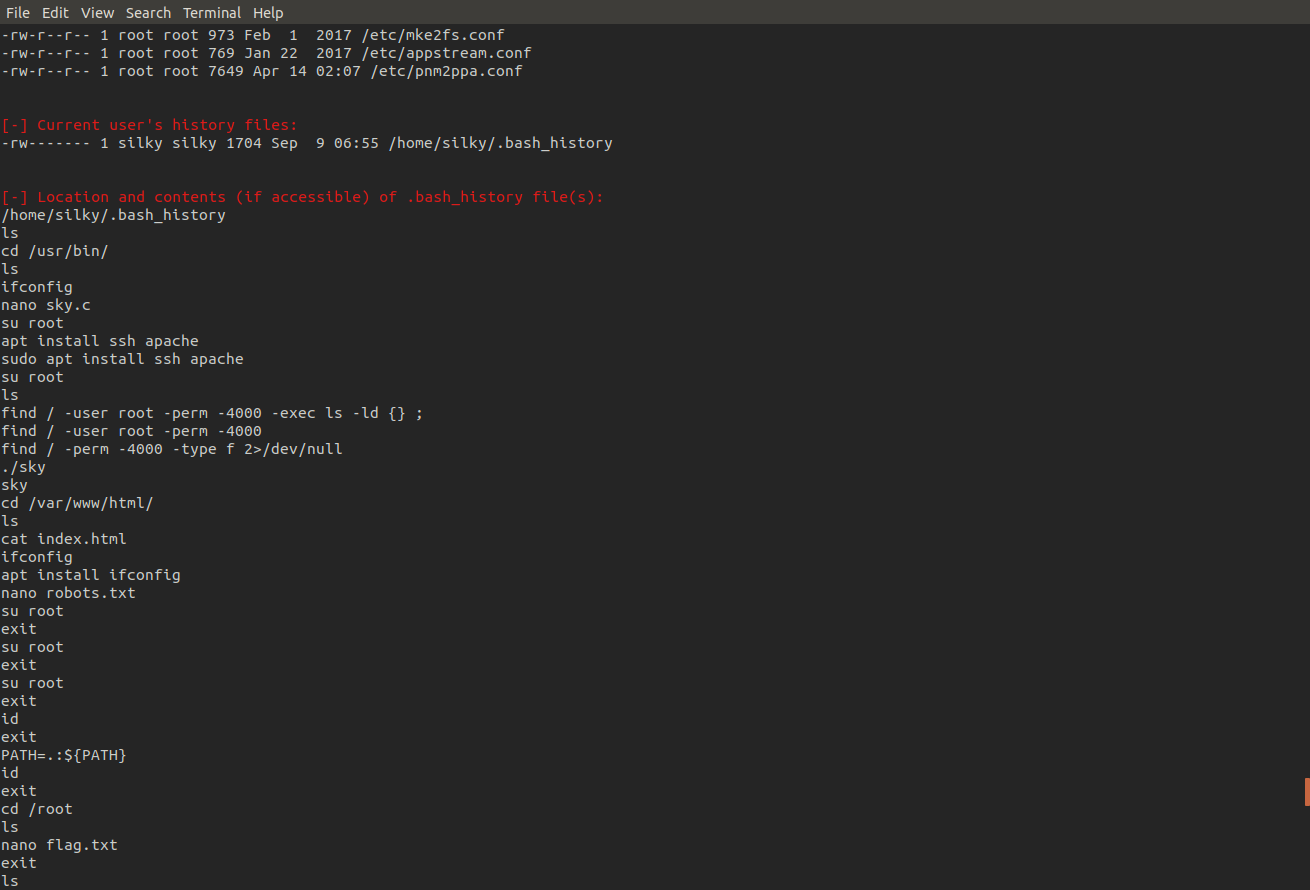 File Edit View Search Terminal Help
-rw-r--r-- 1 root root 973 Feb  1  2017 /etc/mke2fs.conf
-rw-r--r-- 1 root root 769 Jan 22  2017 /etc/appstream.conf
-rw-r--r-- 1 root root 7649 Apr 14 02:07 /etc/pnm2ppa.conf
[-] Current user's history files:
-rw------- 1 silky silky 1704 Sep  9 06:55 /home/silky/.bash_history
[-] Location and contents (if accessible) of .bash_history file(s):
/home/silky/.bash_history
ls
cd /usr/bin/
ls
ifconfig
nano sky.c
su root
apt install ssh apache
sudo apt install ssh apache
su root
ls
find / -user root -perm -4000 -exec ls -ld {} ;
find / -user root -perm -4000
find / -perm -4000 -type f 2>/dev/null
./sky
sky
cd /var/www/html/
ls
cat index.html
ifconfig
apt install ifconfig
nano robots.txt
su root
exit
su root
exit
su root
exit
id
exit
PATH=.:${PATH}
id
exit
cd /root
ls
nano flag.txt
exit
ls